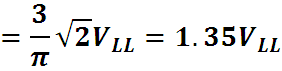 = 3/π √2 V_LL = 1.35 V_LL